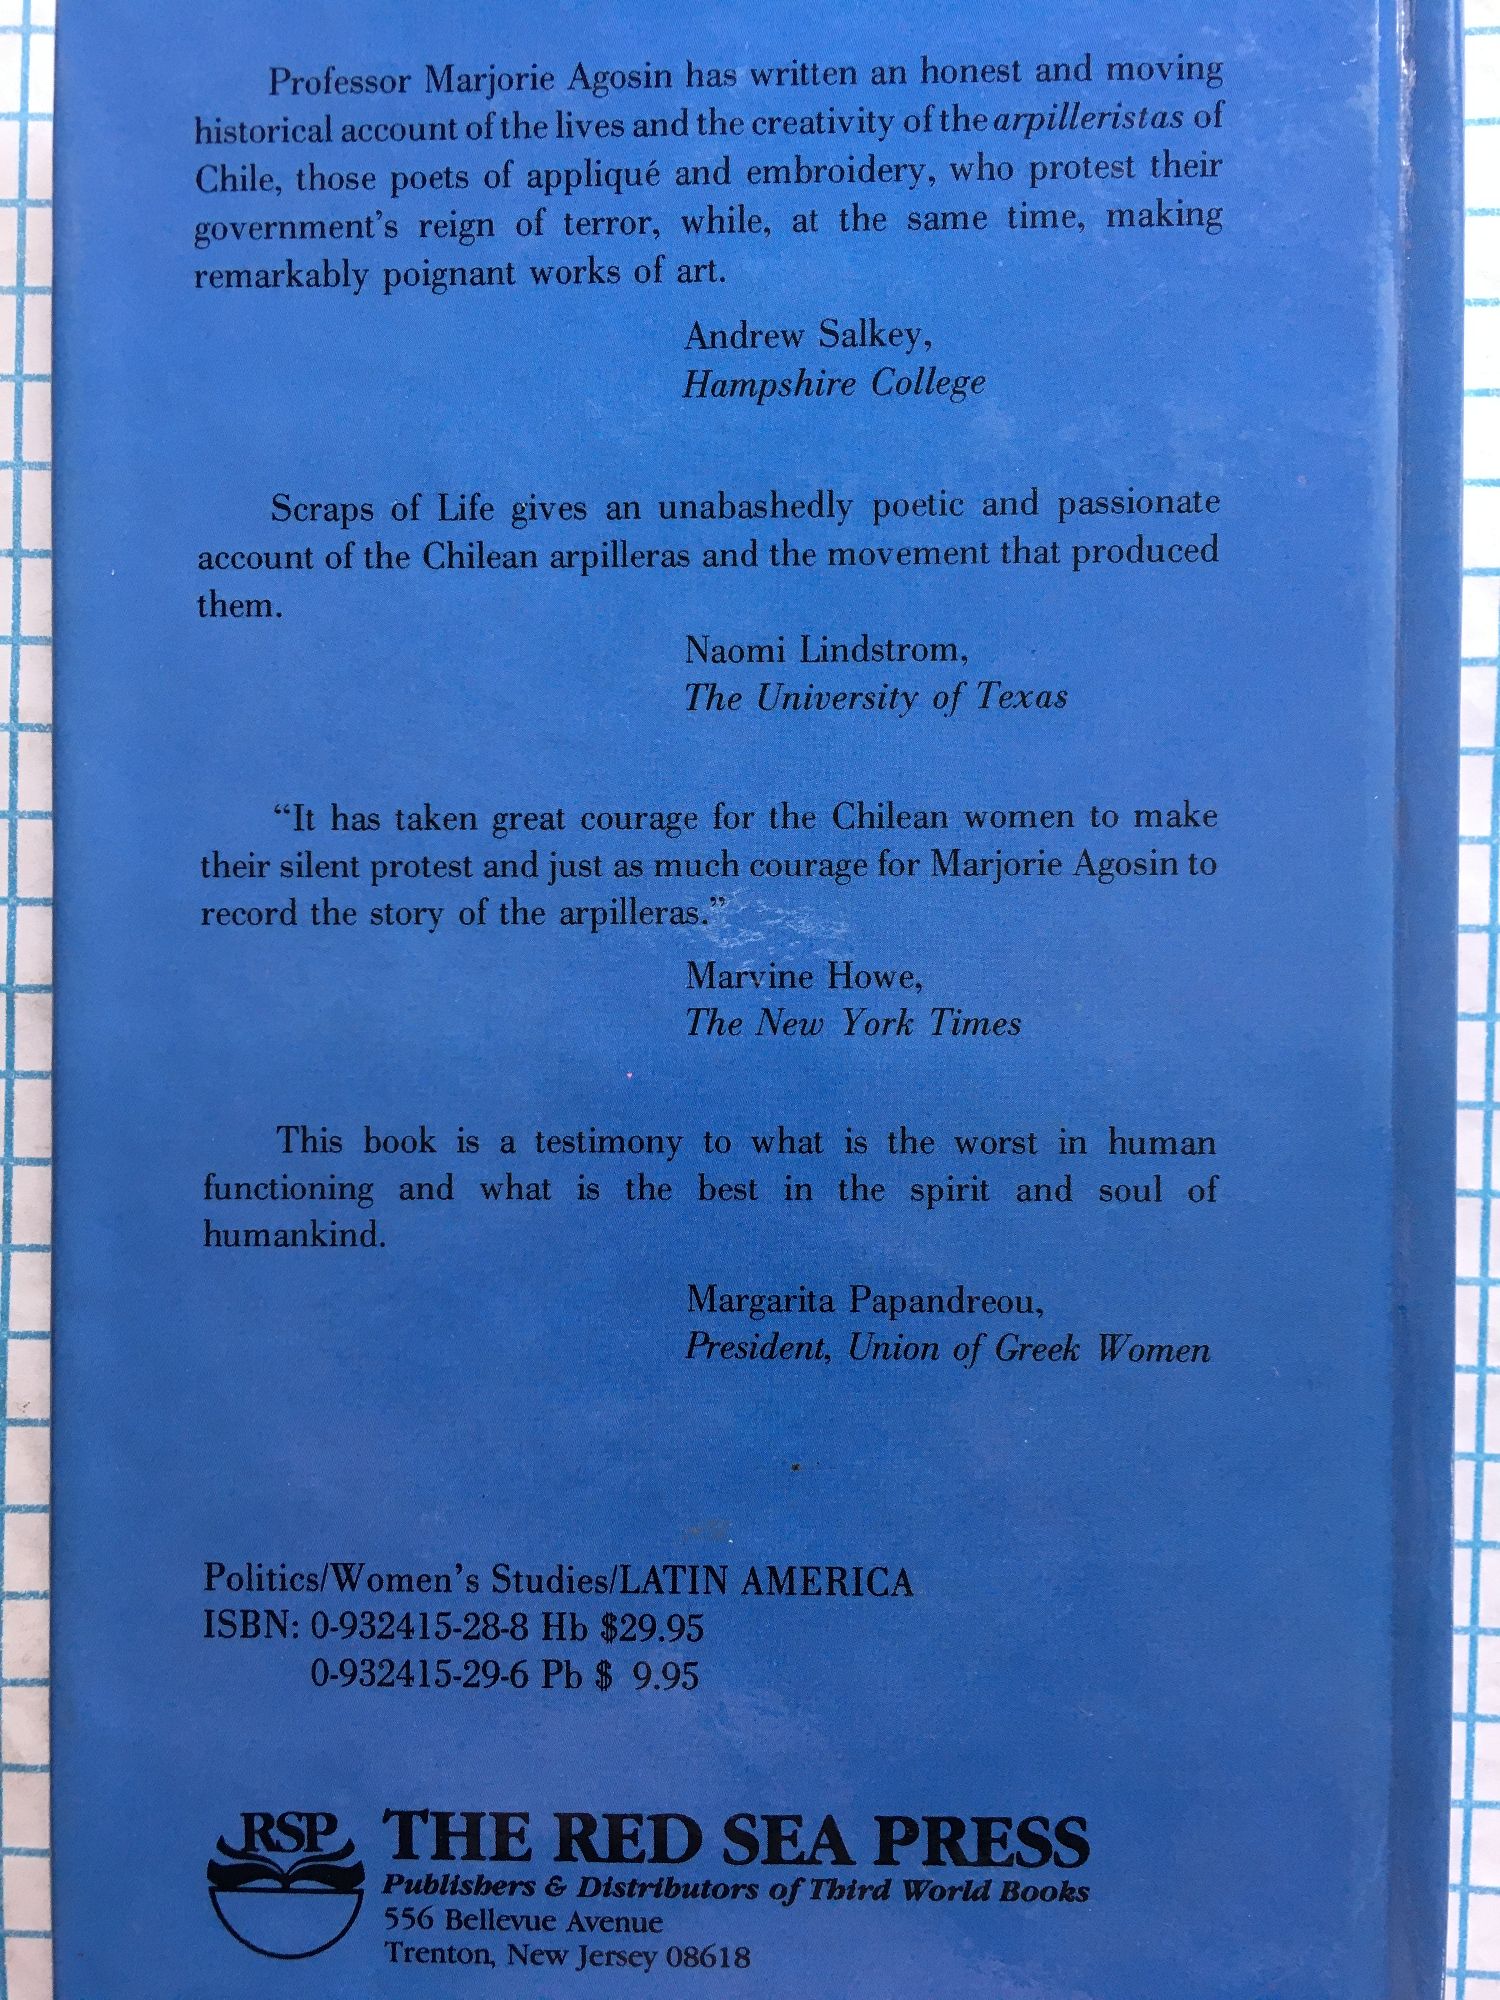 Professor Marjorie Agosin has written an honest and moving
historical account of the lives and the creativity of the arpilleristas of
Chile, those poets of appliqué and embroidery, who protest their
government's reign of terror, while, at the same time, making
remarkably poignant works of art.
Andrew Salkey,
Hampshire College
Scraps of Life gives an unabashedly poetic and passionate
account of the Chilean arpilleras and the movement that produced
them.
Naomi Lindstrom,
The University of Texas
“It has taken great courage for the Chilean women to make
their silent protest and just as much courage for Marjorie Agosin to
record the story of the arpilleras.”
Marvine Howe,
The New York Times
This book is a testimony to what is the worst in human
functioning and what is the best in the spirit and soul of
humankind.
Margarita Papandreou,
President, Union of Greek Women
Politics/Women's Studies/LATIN AMERICA
ISBN: 0-932415-28-8 Hb $29.95
0-932415-29-6 Pb $ 9.95
RSP
THE RED SEA PRESS
Publishers & Distributors of Third World Books
556 Bellevue Avenue
Trenton, New Jersey 08618